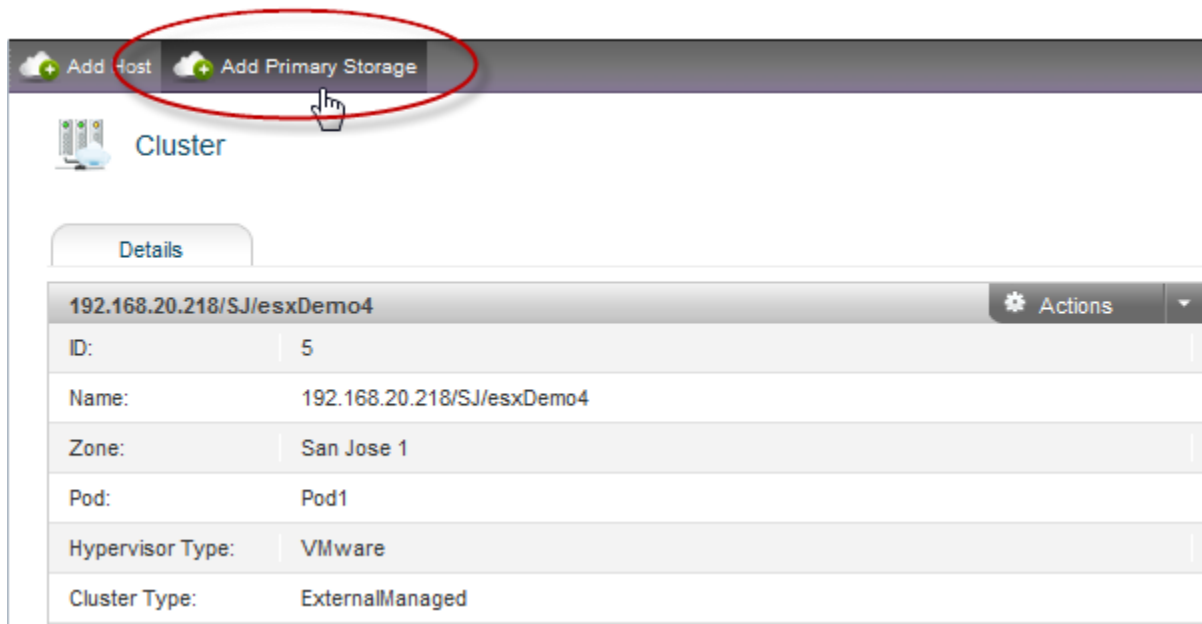 Add Host Add Primary Storage
Cluster
Details
192.168.20.218/SJ/esxDemo4 Actions
ID: 5
Name: 192.168.20.218/SJ/esxDemo4
Zone: San Jose 1
Pod: Pod1
Hypervisor Type: VMware
Cluster Type: ExternalManaged